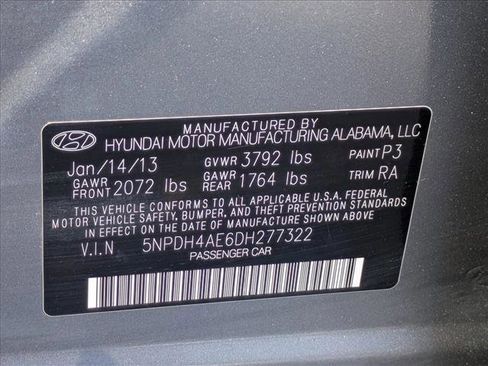 MANUFACTURED BY
HYUNDAI MOTOR MANUFACTURING ALABAMA, LLC
Jan/14/13 GVWR 3792 lbs PAINT P3
GAWR FRONT 2072 lbs GAWR REAR 1764 lbs TRIM RA
THIS VEHICLE CONFORMS TO ALL APPLICABLE U.S.A. FEDERAL
MOTOR VEHICLE SAFETY, BUMPER, AND THEFT PREVENTION STANDARDS
IN EFFECT ON THE DATE OF MANUFACTURE SHOWN ABOVE.
V.I.N 5NPDH4AE6DH277322
PASSENGER CAR